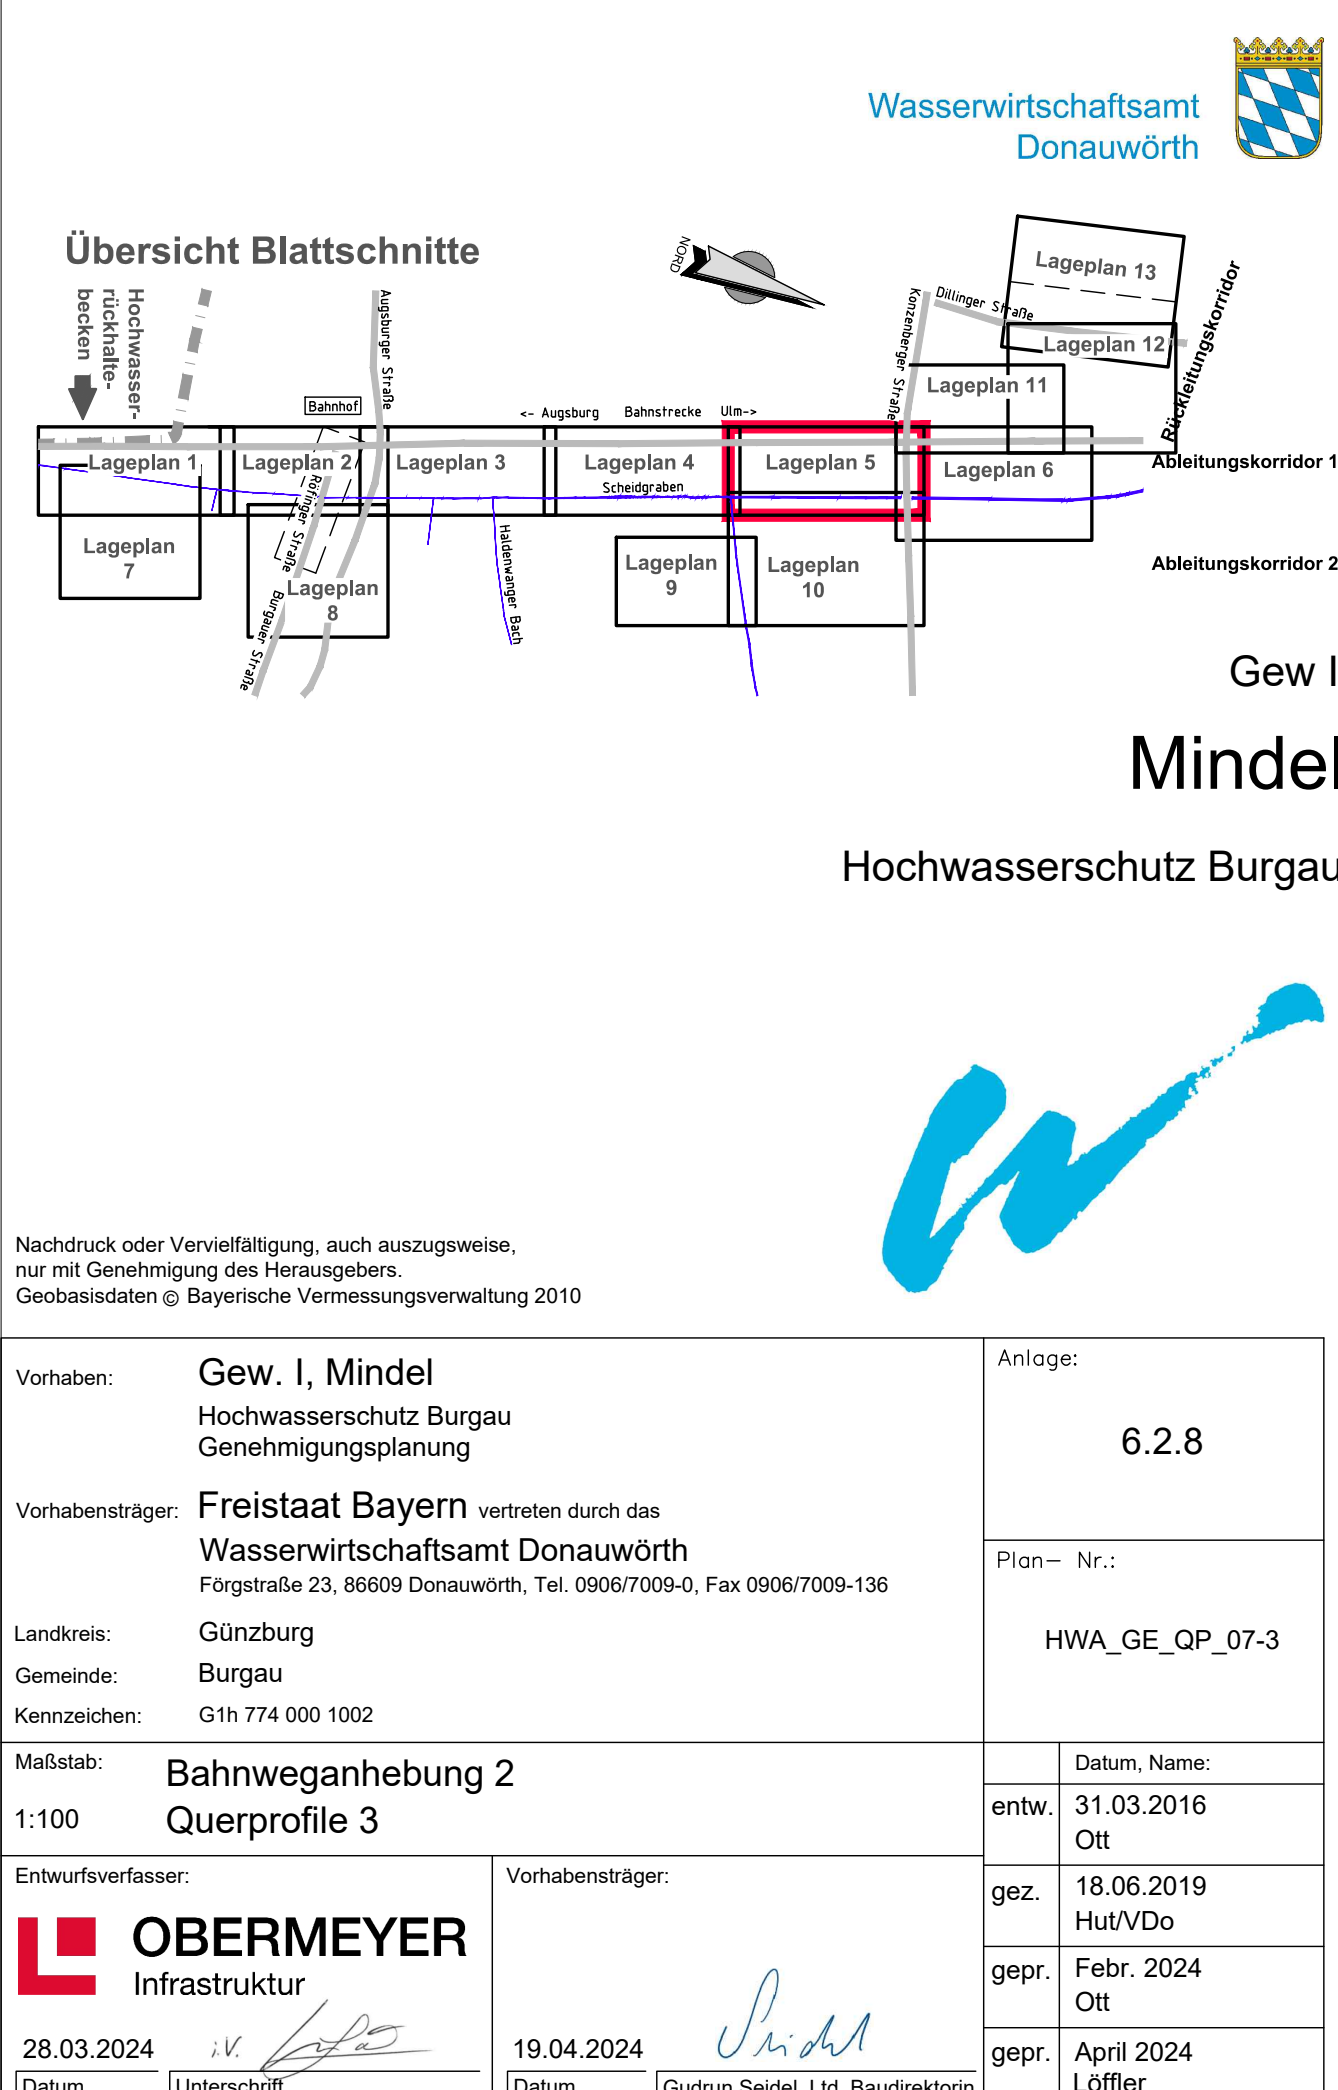 Wasserwirtschaftsamt
Donauwörth
Übersicht Blattschnitte
NORD
Hochwasser-
rückhalte-
becken
Augsburger Straße
Bahnhof
<- Augsburg Bahnstrecke Ulm->
Konzenberger Straße
Dillinger Straße
Lageplan 13
Lageplan 12
Lageplan 11
Rückleitungskorridor
Lageplan 1
Lageplan 2
Lageplan 3
Lageplan 4
Lageplan 5
Lageplan 6
Ableitungskorridor 1
Scheidgraben
Röfinger Straße
Haldenwanger Bach
Lageplan
7
Burgauer Straße
Lageplan
8
Lageplan
9
Lageplan
10
Ableitungskorridor 2
Gew I
Mindel
Hochwasserschutz Burgau
Nachdruck oder Vervielfältigung, auch auszugsweise,
nur mit Genehmigung des Herausgebers.
Geobasisdaten © Bayerische Vermessungsverwaltung 2010
Vorhaben: Gew. I, Mindel
Hochwasserschutz Burgau
Genehmigungsplanung
Anlage:
6.2.8
Vorhabensträger: Freistaat Bayern vertreten durch das
Wasserwirtschaftsamt Donauwörth
Förgstraße 23, 86609 Donauwörth, Tel. 0906/7009-0, Fax 0906/7009-136
Plan- Nr.:
HWA_GE_QP_07-3
Landkreis: Günzburg
Gemeinde: Burgau
Kennzeichen: G1h 774 000 1002
Maßstab:
1:100
Bahnweganhebung 2
Querprofile 3
Datum, Name:
entw. 31.03.2016
Ott
gez. 18.06.2019
Hut/VDo
gepr. Febr. 2024
Ott
gepr. April 2024
Löffler
Entwurfsverfasser:
OBERMEYER
Infrastruktur
28.03.2024 i.V.
Datum Unterschrift
Vorhabensträger:
19.04.2024 Seidel
Datum Gudrun Seidel, Ltd. Baudirektorin